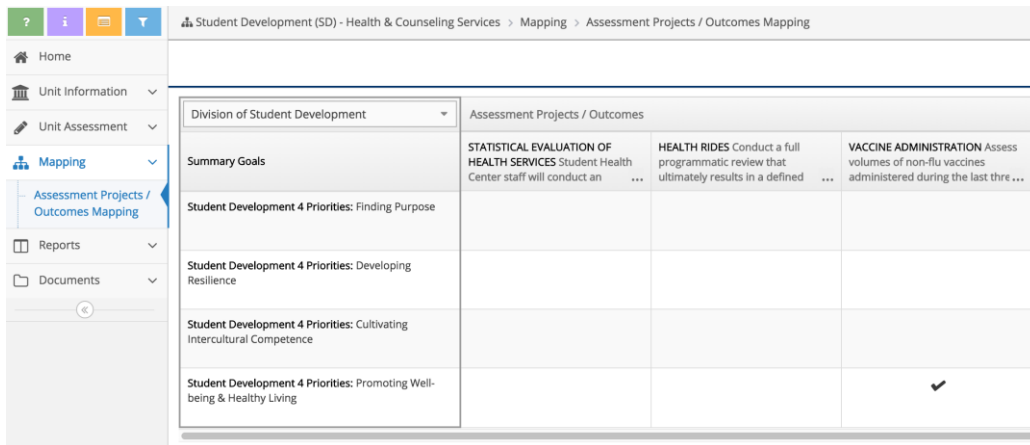 ?
i
Student Development (SD) - Health & Counseling Services > Mapping > Assessment Projects / Outcomes Mapping
Home
Unit Information
Unit Assessment
Mapping
Assessment Projects /
Outcomes Mapping
Reports
Documents
Division of Student Development
Assessment Projects / Outcomes
Summary Goals
STATISTICAL EVALUATION OF
HEALTH SERVICES Student Health
Center staff will conduct an ...
HEALTH RIDES Conduct a full
programmatic review that
ultimately results in a defined ...
VACCINE ADMINISTRATION Assess
volumes of non-flu vaccines
administered during the last thre...
Student Development 4 Priorities: Finding Purpose
Student Development 4 Priorities: Developing
Resilience
Student Development 4 Priorities: Cultivating
Intercultural Competence
Student Development 4 Priorities: Promoting Well-
being & Healthy Living